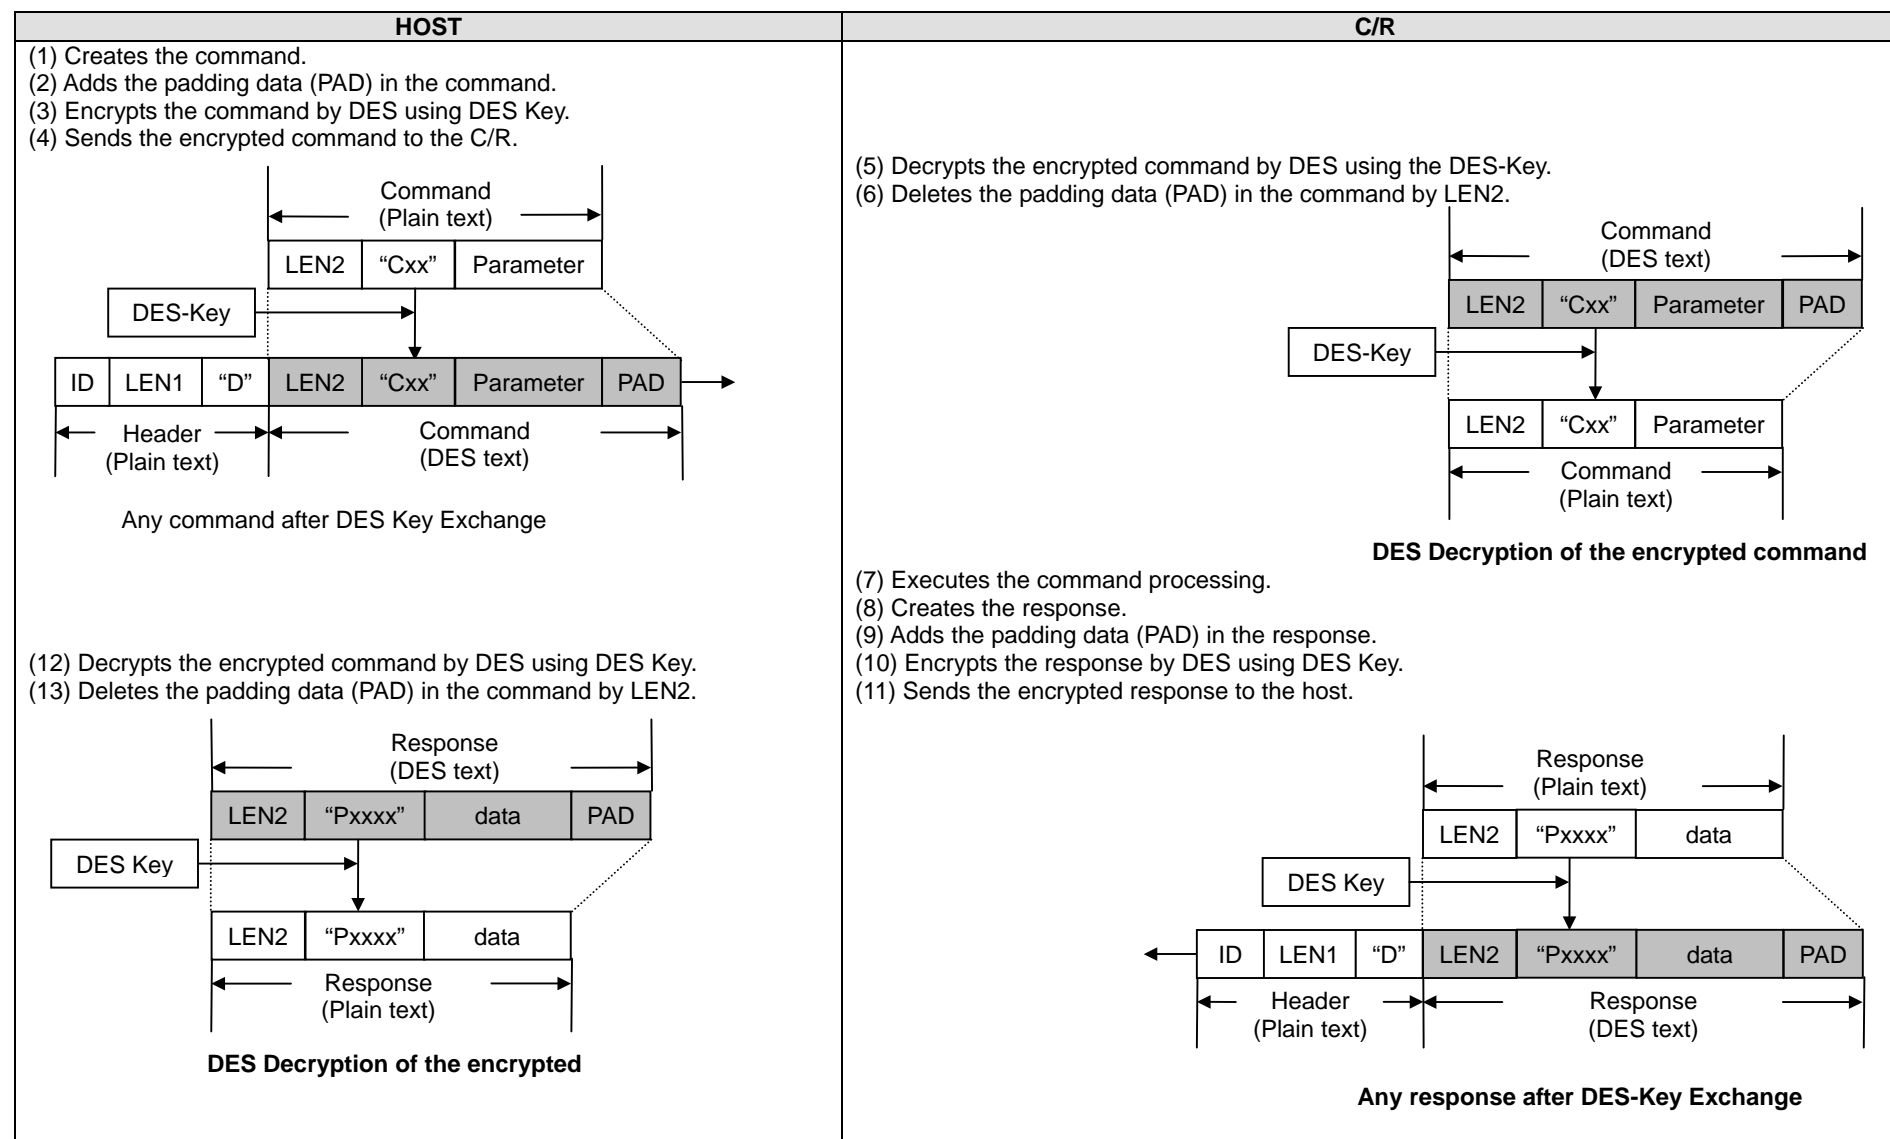 HOST
C/R
(1) Creates the command.
(2) Adds the padding data (PAD) in the command.
(3) Encrypts the command by DES using DES Key.
(4) Sends the encrypted command to the C/R.
Command
(Plain text)
LEN2 “Cxx” Parameter
DES-Key
ID LEN1 “D” LEN2 “Cxx” Parameter PAD
Header
(Plain text)
Command
(DES text)
Any command after DES Key Exchange
(5) Decrypts the encrypted command by DES using the DES-Key.
(6) Deletes the padding data (PAD) in the command by LEN2.
Command
(DES text)
LEN2 “Cxx” Parameter PAD
DES-Key
LEN2 “Cxx” Parameter
Command
(Plain text)
DES Decryption of the encrypted command
(7) Executes the command processing.
(8) Creates the response.
(9) Adds the padding data (PAD) in the response.
(10) Encrypts the response by DES using DES Key.
(11) Sends the encrypted response to the host.
Response
(Plain text)
LEN2 “Pxxxx” data
DES Key
ID LEN1 “D” LEN2 “Pxxxx” data PAD
Header
(Plain text)
Response
(DES text)
Any response after DES-Key Exchange
(12) Decrypts the encrypted command by DES using DES Key.
(13) Deletes the padding data (PAD) in the command by LEN2.
Response
(DES text)
LEN2 “Pxxxx” data PAD
DES Key
LEN2 “Pxxxx” data
Response
(Plain text)
DES Decryption of the encrypted